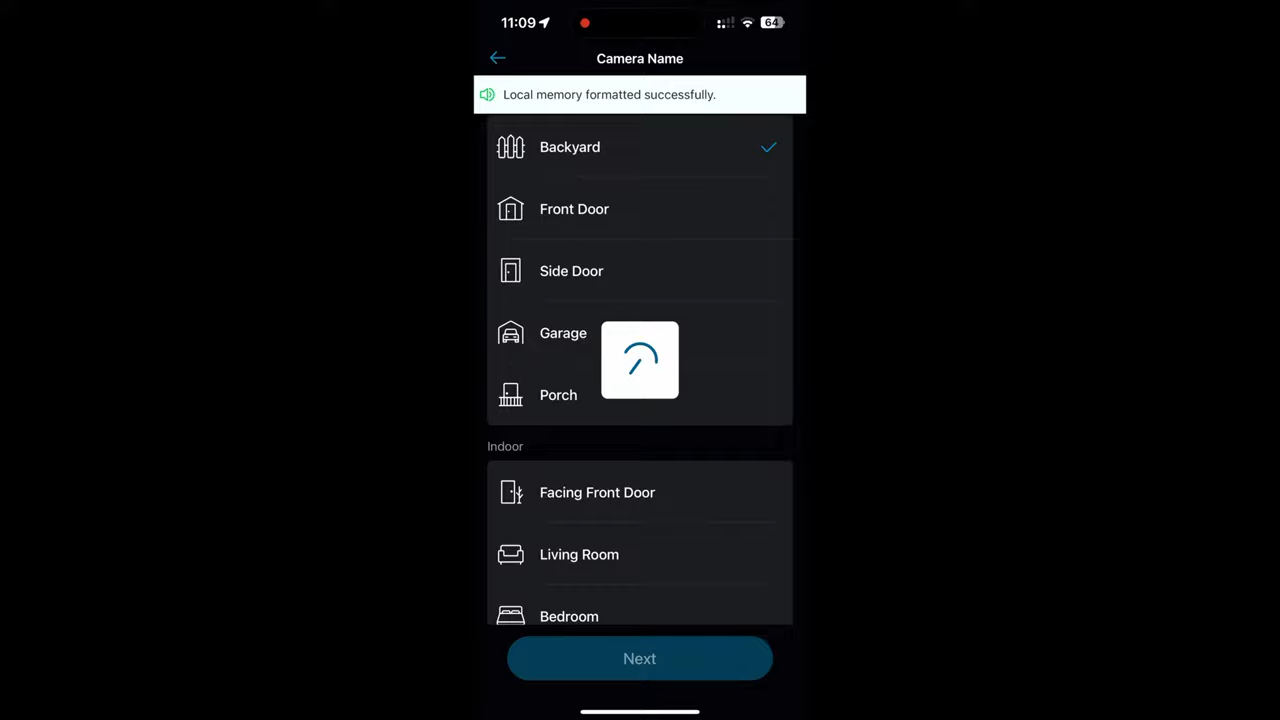 11:09
64
Camera Name
Local memory formatted successfully.
Backyard
Front Door
Side Door
Garage
Porch
Indoor
Facing Front Door
Living Room
Bedroom
Next